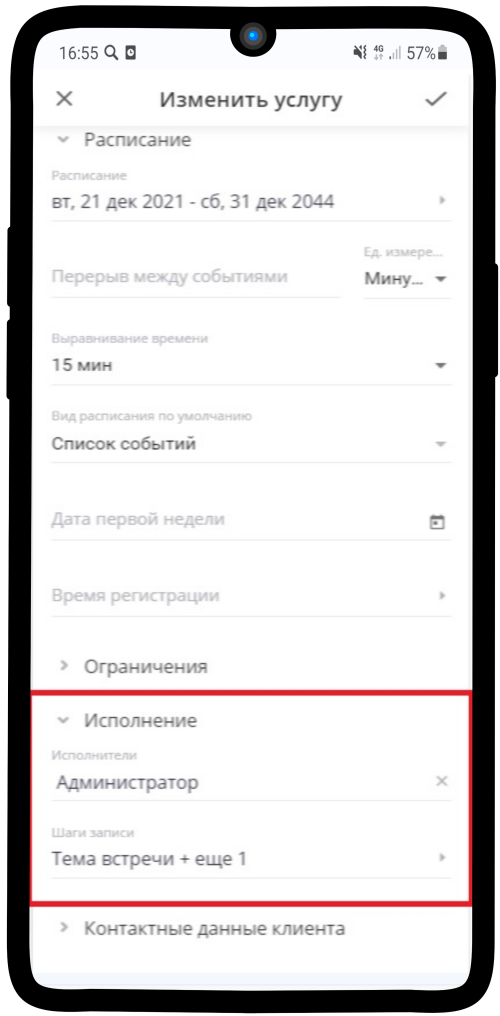 16:55
4G 57%
Изменить услугу
Расписание
Расписание
вт, 21 дек 2021 - сб, 31 дек 2044
Ед. измере...
Перерыв между событиями
Мину...
Выравнивание времени
15 мин
Вид расписания по умолчанию
Список событий
Дата первой недели
Время регистрации
Ограничения
Исполнение
Исполнители
Администратор
Шаги записи
Тема встречи + еще 1
Контактные данные клиента